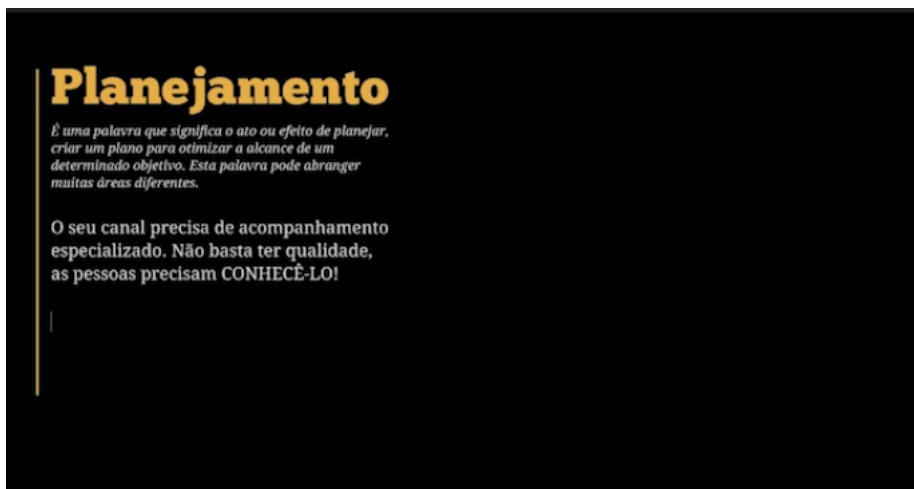 Planejamento
É uma palavra que significa o ato ou efeito de planejar,
criar um plano para otimizar a alcance de um
determinado objetivo. Esta palavra pode abranger
muitas áreas diferentes.
O seu canal precisa de acompanhamento
especializado. Não basta ter qualidade,
as pessoas precisam CONHECÊ-LO!